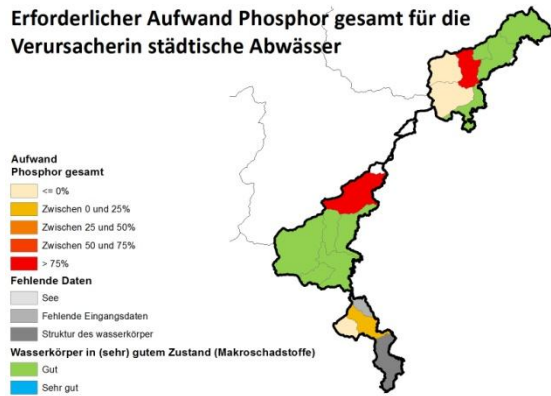 Erforderlicher Aufwand Phosphor gesamt für die
Verursacherin städtische Abwässer
Aufwand
Phosphor gesamt
<= 0%
Zwischen 0 und 25%
Zwischen 25 und 50%
Zwischen 50 und 75%
> 75%
Fehlende Daten
See
Fehlende Eingangsdaten
Struktur des wasserkörper
Wasserkörper in (sehr) gutem Zustand (Makroschadstoffe)
Gut
Sehr gut